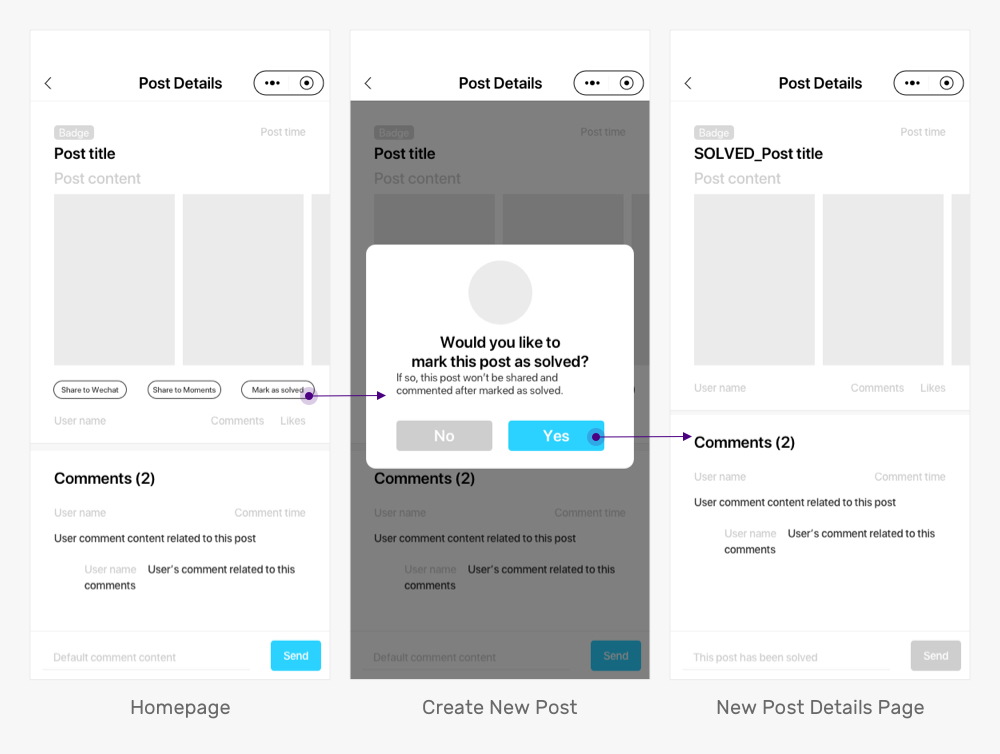 Post Details
Badge
Post time
Post title
Post content
Share to Wechat
Share to Moments
Mark as solved
User name
Comments
Likes
Comments (2)
User name
Comment time
User comment content related to this post
User name User's comment related to this
comments
Default comment content
Send
Homepage
Post Details
Badge
Post time
Post title
Post content
Would you like to
mark this post as solved?
If so, this post won't be shared and
commented after marked as solved.
No
Yes
Comments (2)
User name
Comment time
User comment content related to this post
User name User's comment related to this
comments
Default comment content
Send
Create New Post
Post Details
Badge
Post time
SOLVED_Post title
Post content
User name
Comments
Likes
Comments (2)
User name
Comment time
User comment content related to this post
User name User's comment related to this
comments
This post has been solved
Send
New Post Details Page